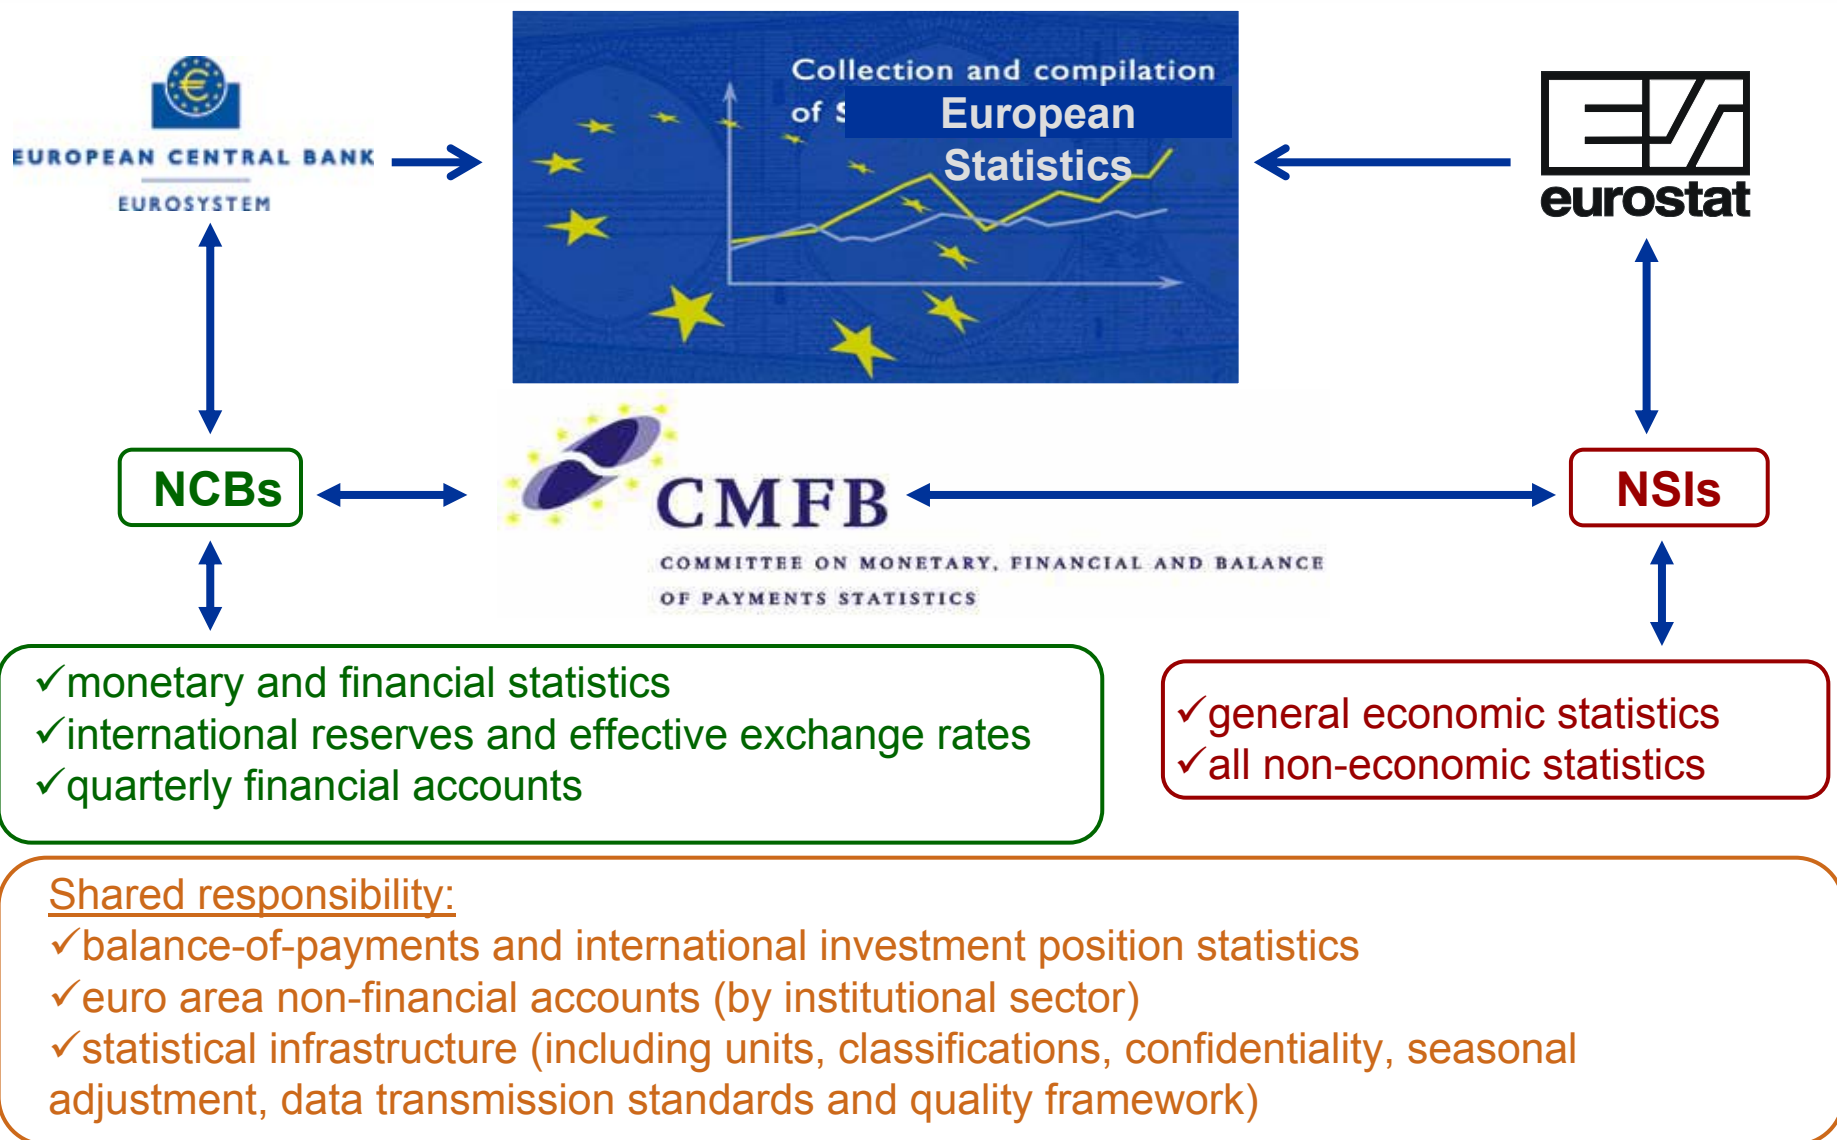 EUROPEAN CENTRAL BANK
EUROSYSTEM
Collection and compilation
of S
European
Statistics
eurostat
NCBs
CMFB
COMMITTEE ON MONETARY, FINANCIAL AND BALANCE
OF PAYMENTS STATISTICS
NSIs
✓monetary and financial statistics
✓international reserves and effective exchange rates
✓quarterly financial accounts
✓general economic statistics
✓all non-economic statistics
Shared responsibility:
✓balance-of-payments and international investment position statistics
✓euro area non-financial accounts (by institutional sector)
✓statistical infrastructure (including units, classifications, confidentiality, seasonal
adjustment, data transmission standards and quality framework)